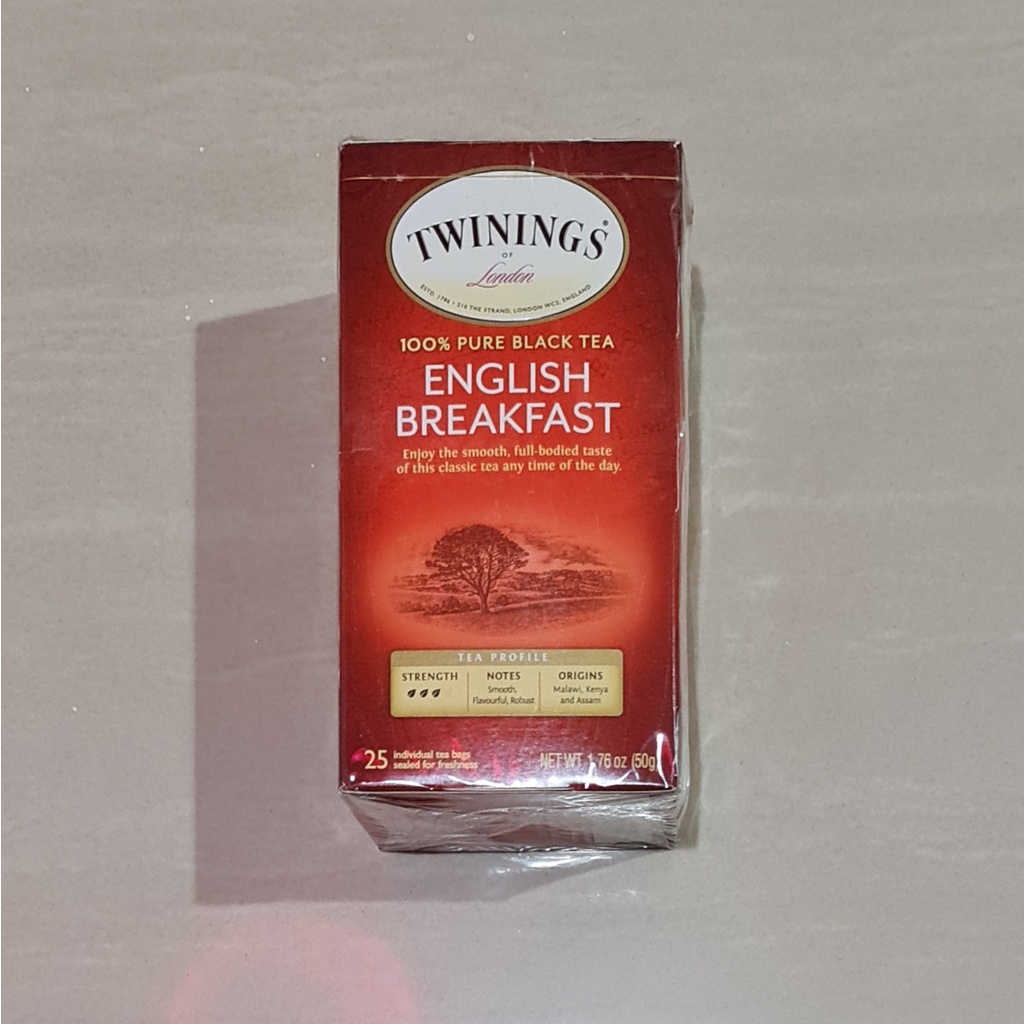 TWININGS®
OF
London
ESTD. 1706 • 216 THE STRAND, LONDON WC2, ENGLAND
100% PURE BLACK TEA
ENGLISH
BREAKFAST
Enjoy the smooth, full-bodied taste
of this classic tea any time of the day.
TEA PROFILE
STRENGTH
NOTES
Smooth,
Flavourful, Robust
ORIGINS
Malawi, Kenya
and Assam
25 individual tea bags
sealed for freshness
NET WT 1.76 oz (50g)